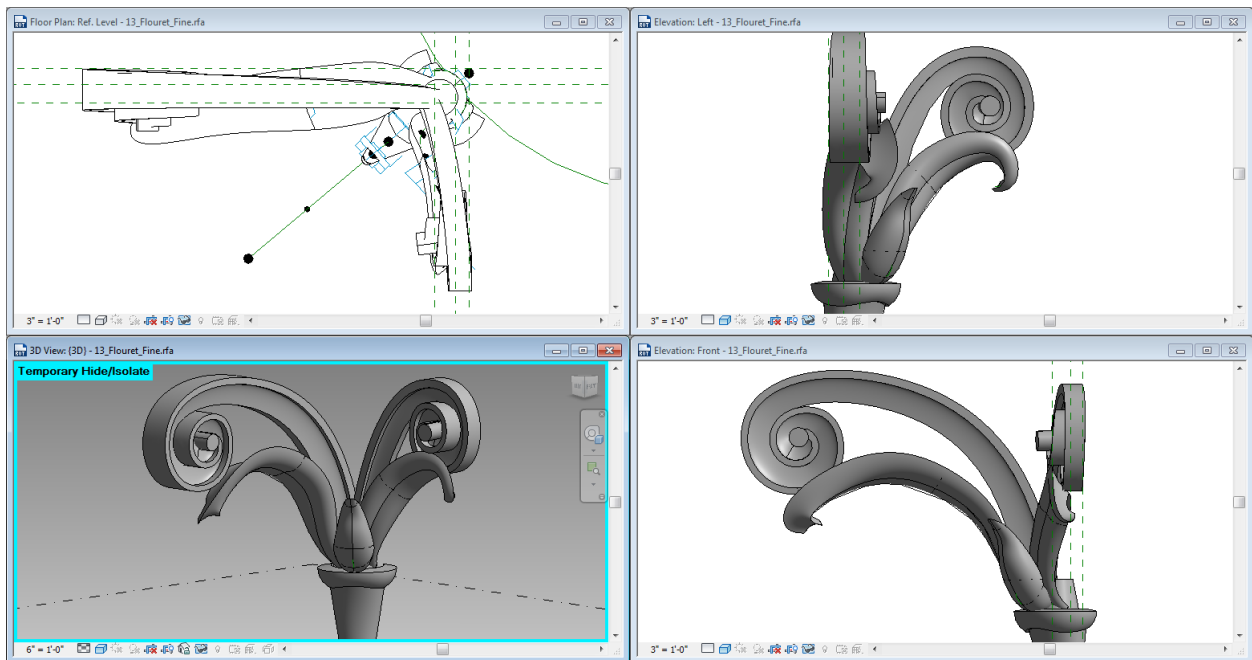 Floor Plan: Ref. Level - 13_Flouret_Fine.rfa
3" = 1'-0"
Elevation: Left - 13_Flouret_Fine.rfa
3" = 1'-0"
3D View: {3D} - 13_Flouret_Fine.rfa
Temporary Hide/Isolate
6" = 1'-0"
Elevation: Front - 13_Flouret_Fine.rfa
3" = 1'-0"